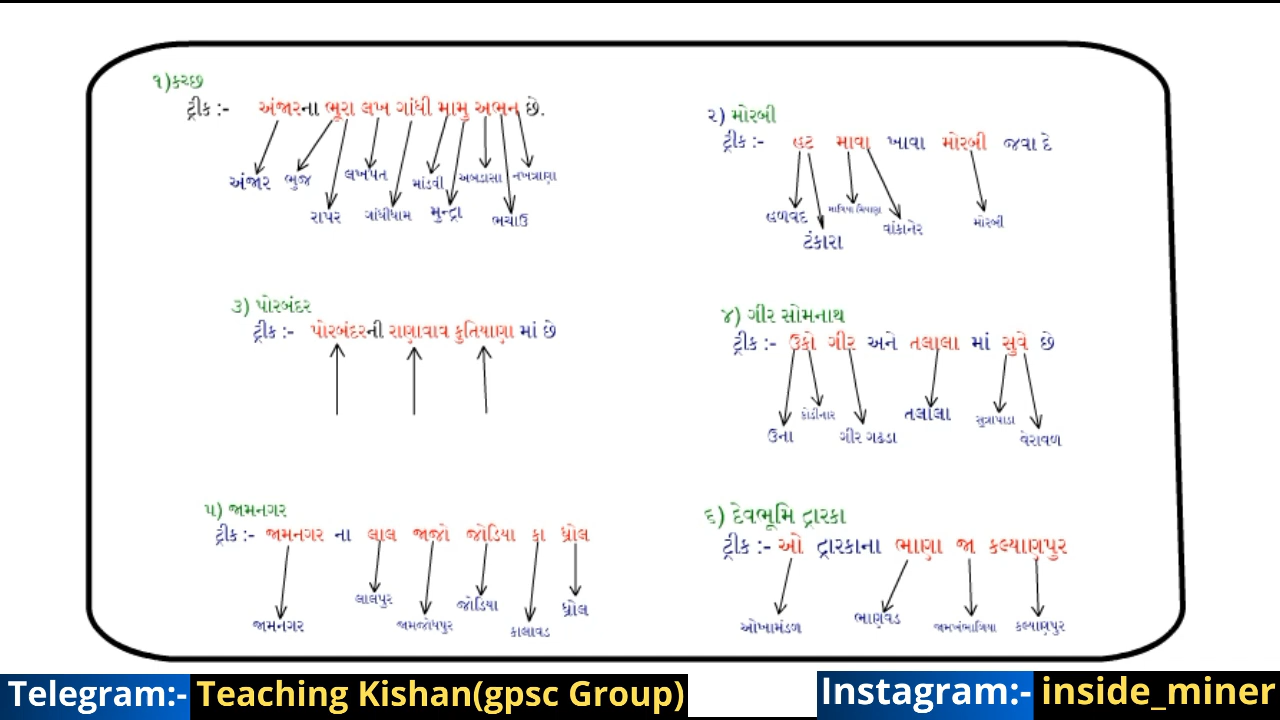 ૧)કચ્છ
ટ્રીક :- અંજારના ભૂરા લખ ગાંધી મામુ અભન છે.
અંજાર ભુજ લખપત માંડવી અબડાસા નખત્રાણા
રાપર ગાંધીધામ મુન્દ્રા ભચાઉ
૨) મોરબી
ટ્રીક :- હટ માવા ખાવા મોરબી જવા દે
હળવદ માળિયા મિયાણા વાંકાનેર મોરબી
ટંકારા
૩) પોરબંદર
ટ્રીક :- પોરબંદરની રાણાવાવ કુતિયાણા માં છે
૪) ગીર સોમનાથ
ટ્રીક :- ઉકો ગીર અને તલાલા માં સુવે છે
કોડીનાર તલાલા સુત્રાપાડા
ઉના ગીર ગઢડા વેરાવળ
૫) જામનગર
ટ્રીક :- જામનગર ના લાલ જાજો જોડિયા કા ધ્રોલ
લાલપુર જોડિયા ધ્રોલ
જામનગર જામજોધપુર કાલાવડ
૬) દેવભૂમિ દ્વારકા
ટ્રીક :- ઓ દ્વારકાના ભાણા જા કલ્યાણપુર
ઓખામંડળ ભાણવડ જામખંભાળિયા કલ્યાણપુર
Telegram:- Teaching Kishan(gpsc Group)
Instagram:- inside_miner